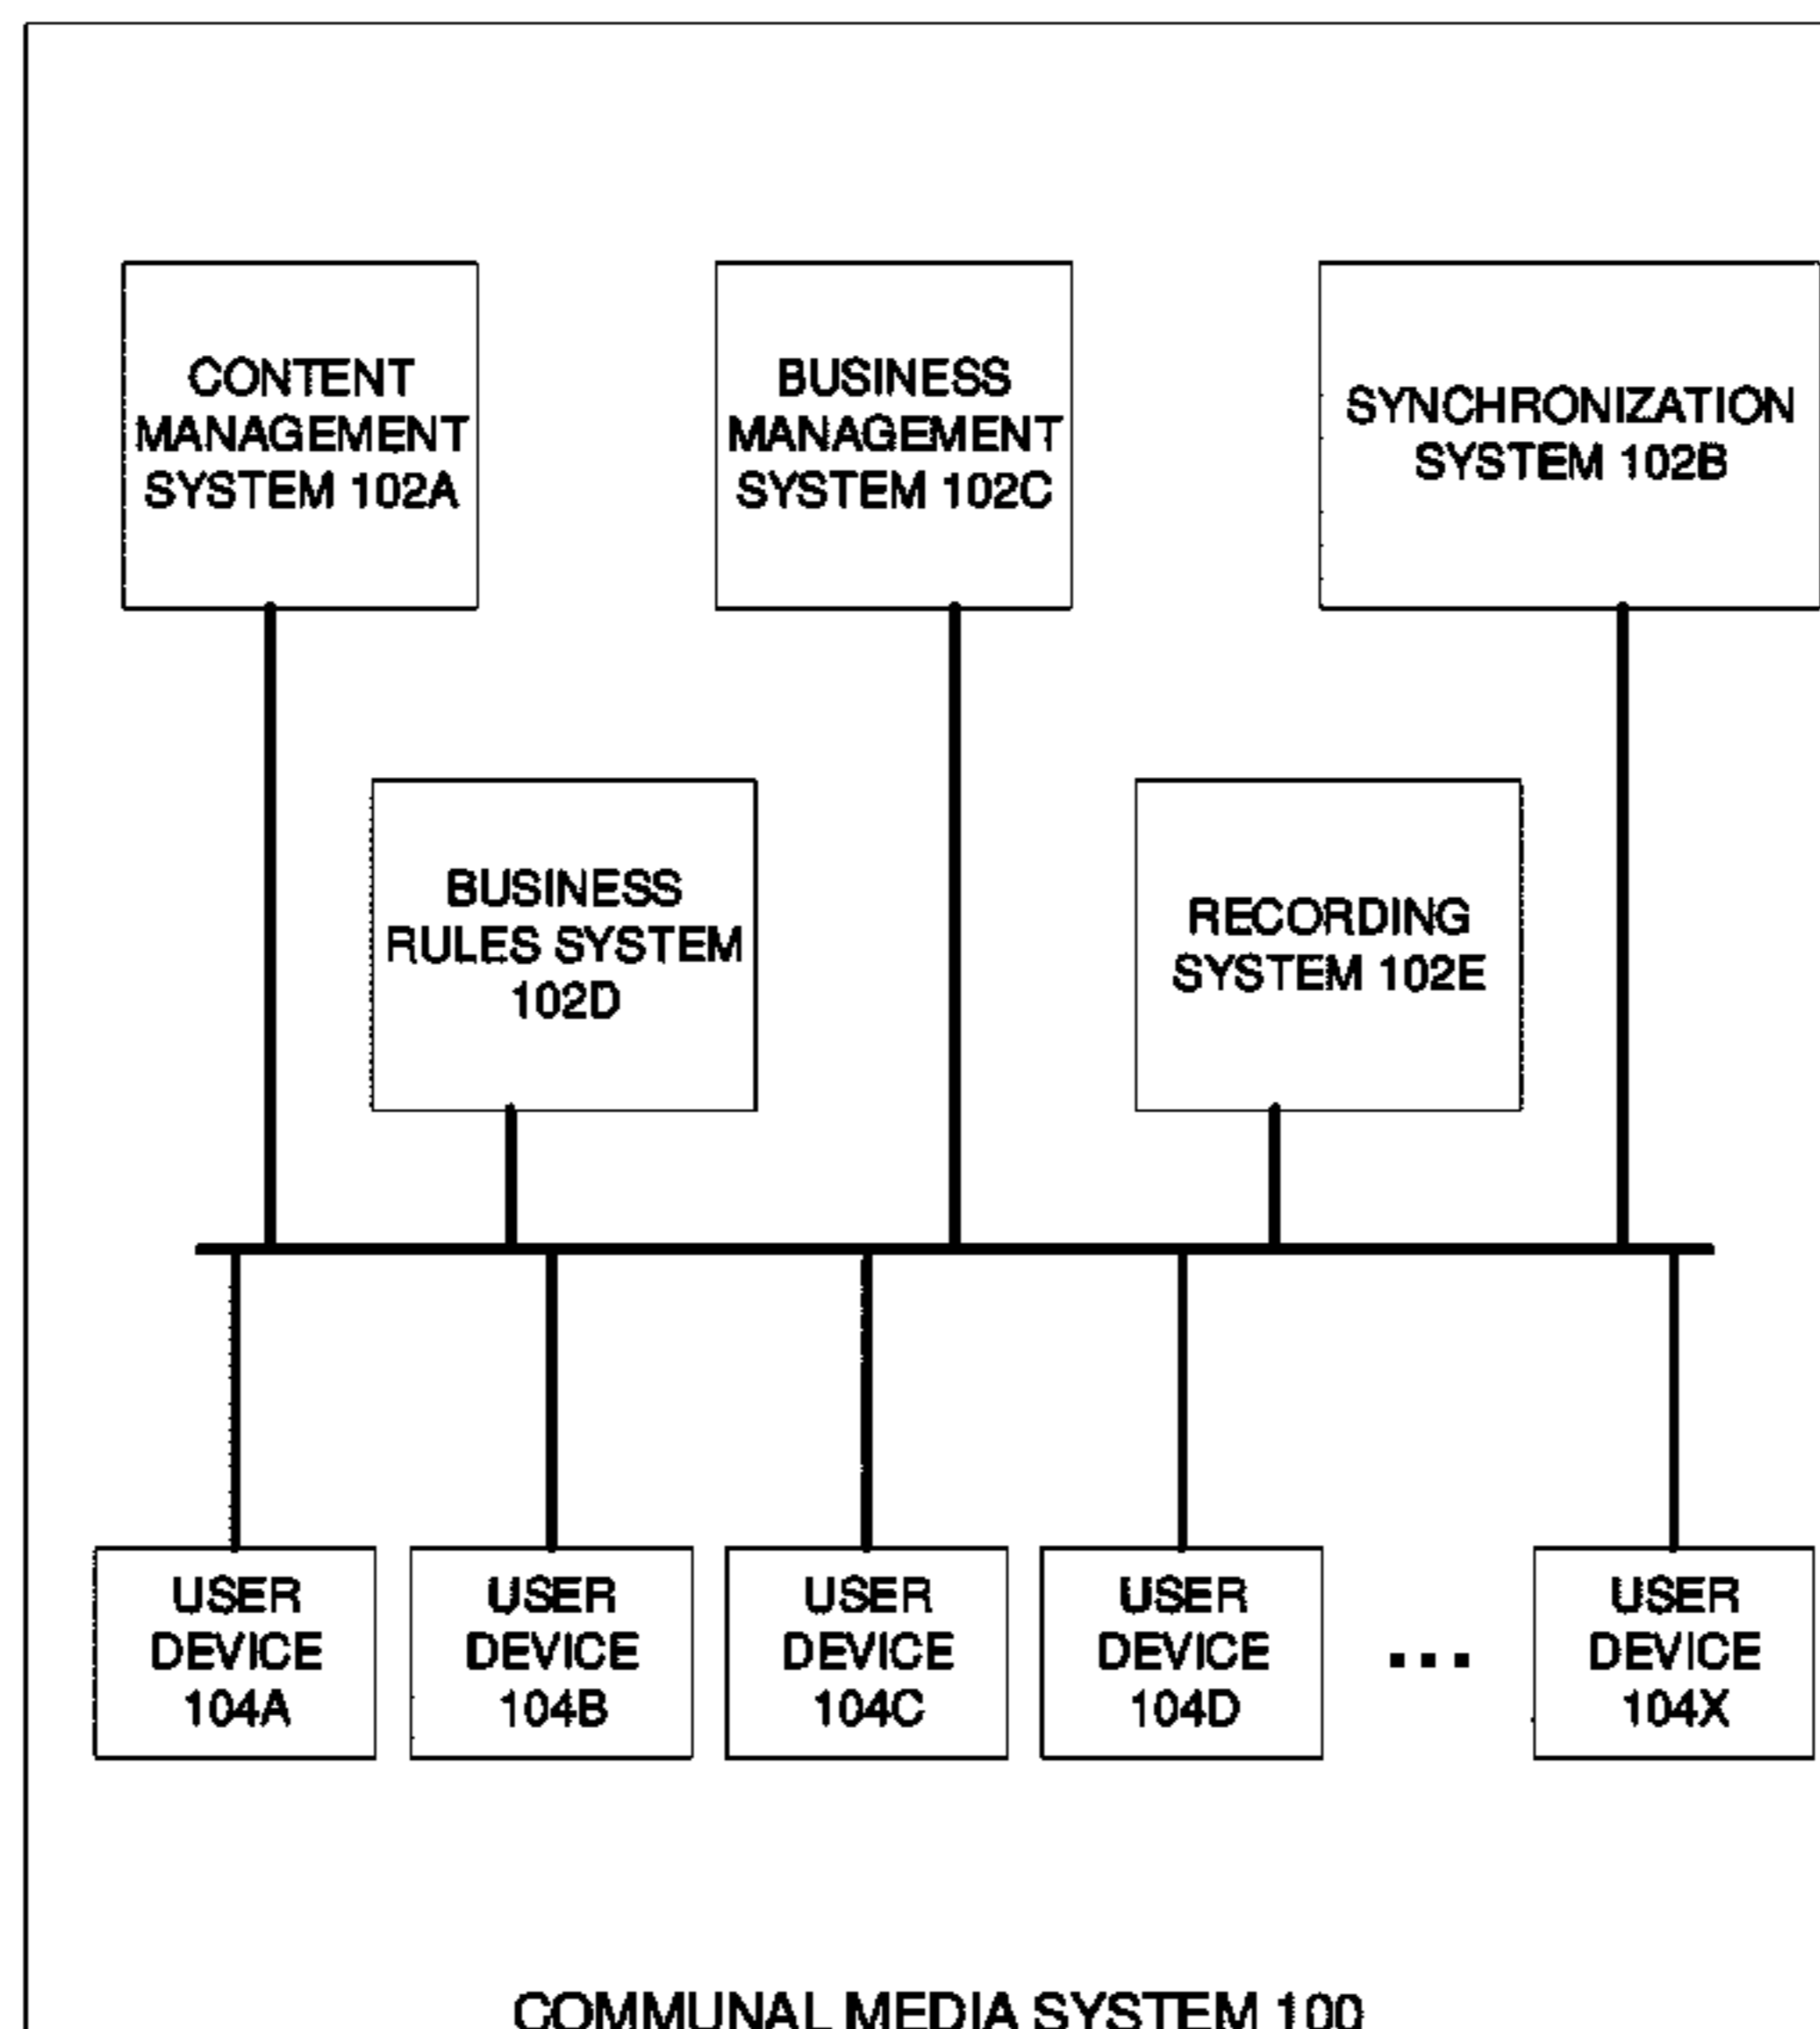 CONTENT
MANAGEMENT
SYSTEM 102A
BUSINESS
MANAGEMENT
SYSTEM 102C
SYNCHRONIZATION
SYSTEM 102B
BUSINESS
RULES SYSTEM
102D
RECORDING
SYSTEM 102E
USER
DEVICE
104A
USER
DEVICE
104B
USER
DEVICE
104C
USER
DEVICE
104D
...
USER
DEVICE
104X
COMMUNAL MEDIA SYSTEM 100